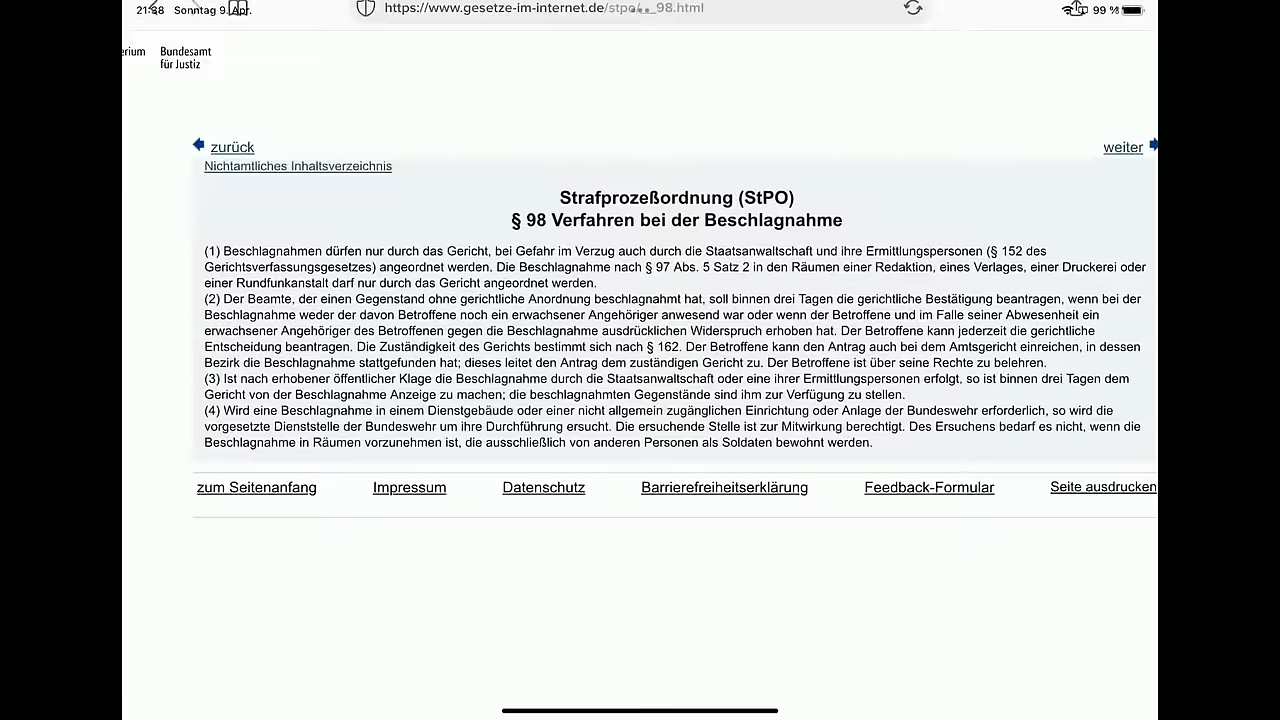 21:38 Sonntag 9. Apr.
https://www.gesetze-im-internet.de/stpo/__98.html
99 %
erium Bundesamt
für Justiz
zurück
weiter
Nichtamtliches Inhaltsverzeichnis
Strafprozeßordnung (StPO)
§ 98 Verfahren bei der Beschlagnahme
(1) Beschlagnahmen dürfen nur durch das Gericht, bei Gefahr im Verzug auch durch die Staatsanwaltschaft und ihre Ermittlungspersonen (§ 152 des
Gerichtsverfassungsgesetzes) angeordnet werden. Die Beschlagnahme nach § 97 Abs. 5 Satz 2 in den Räumen einer Redaktion, eines Verlages, einer Druckerei oder
einer Rundfunkanstalt darf nur durch das Gericht angeordnet werden.
(2) Der Beamte, der einen Gegenstand ohne gerichtliche Anordnung beschlagnahmt hat, soll binnen drei Tagen die gerichtliche Bestätigung beantragen, wenn bei der
Beschlagnahme weder der davon Betroffene noch ein erwachsener Angehöriger anwesend war oder wenn der Betroffene und im Falle seiner Abwesenheit ein
erwachsener Angehöriger des Betroffenen gegen die Beschlagnahme ausdrücklichen Widerspruch erhoben hat. Der Betroffene kann jederzeit die gerichtliche
Entscheidung beantragen. Die Zuständigkeit des Gerichts bestimmt sich nach § 162. Der Betroffene kann den Antrag auch bei dem Amtsgericht einreichen, in dessen
Bezirk die Beschlagnahme stattgefunden hat; dieses leitet den Antrag dem zuständigen Gericht zu. Der Betroffene ist über seine Rechte zu belehren.
(3) Ist nach erhobener öffentlicher Klage die Beschlagnahme durch die Staatsanwaltschaft oder eine ihrer Ermittlungspersonen erfolgt, so ist binnen drei Tagen dem
Gericht von der Beschlagnahme Anzeige zu machen; die beschlagnahmten Gegenstände sind ihm zur Verfügung zu stellen.
(4) Wird eine Beschlagnahme in einem Dienstgebäude oder einer nicht allgemein zugänglichen Einrichtung oder Anlage der Bundeswehr erforderlich, so wird die
vorgesetzte Dienststelle der Bundeswehr um ihre Durchführung ersucht. Die ersuchende Stelle ist zur Mitwirkung berechtigt. Des Ersuchens bedarf es nicht, wenn die
Beschlagnahme in Räumen vorzunehmen ist, die ausschließlich von anderen Personen als Soldaten bewohnt werden.
zum Seitenanfang Impressum Datenschutz Barrierefreiheitserklärung Feedback-Formular Seite ausdrucken